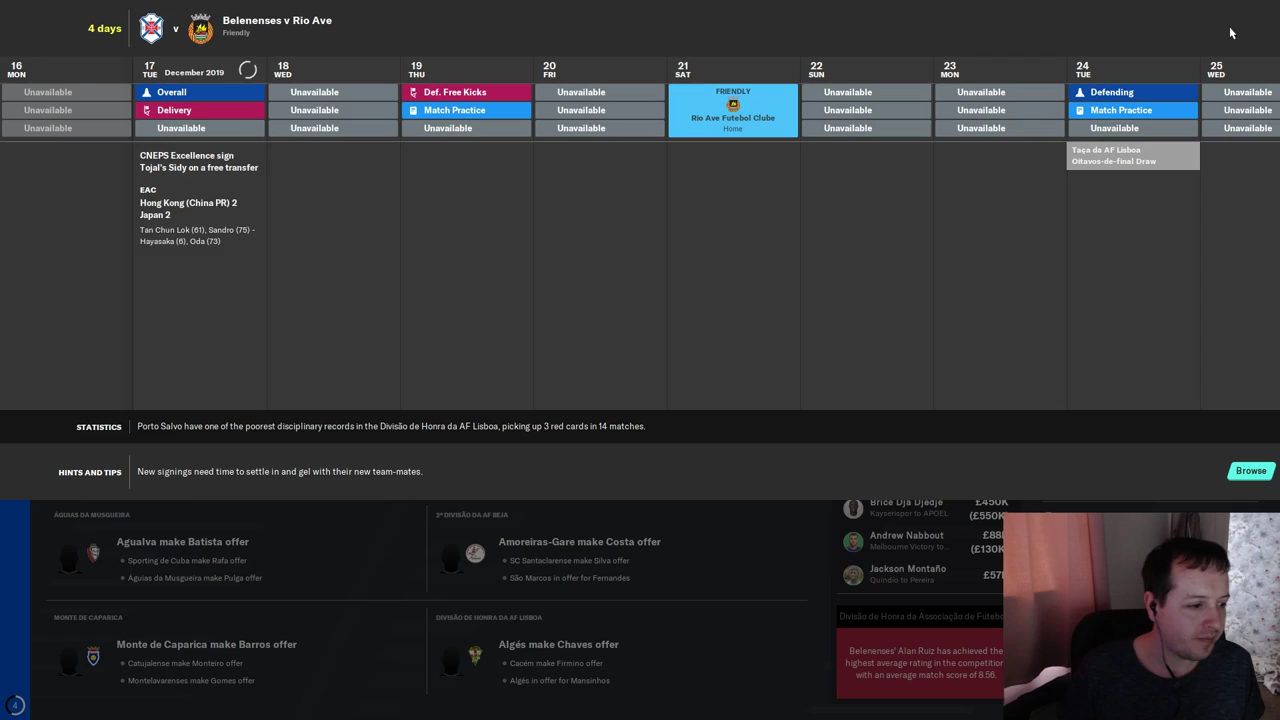 4 days
v
Belenenses v Rio Ave
Friendly
16
MON
17
TUE
December 2019
18
WED
19
THU
20
FRI
21
SAT
22
SUN
23
MON
24
TUE
25
WED
Unavailable
Overall
Unavailable
Def. Free Kicks
Unavailable
FRIENDLY
Unavailable
Unavailable
Defending
Unavailable
Unavailable
Delivery
Unavailable
Match Practice
Unavailable
Rio Ave Futebol Clube
Unavailable
Unavailable
Match Practice
Unavailable
Unavailable
Unavailable
Unavailable
Unavailable
Unavailable
Home
Unavailable
Unavailable
Unavailable
Unavailable
CNEPS Excellence sign
Tojal's Sidy on a free transfer
EAC
Hong Kong (China PR) 2
Japan 2
Tan Chun Lok (61), Sandro (75) -
Hayasaka (6), Oda (73)
Taça da AF Lisboa
Oitavos-de-final Draw
STATISTICS
Porto Salvo have one of the poorest disciplinary records in the Divisão de Honra da AF Lisboa, picking up 3 red cards in 14 matches.
HINTS AND TIPS
New signings need time to settle in and gel with their new team-mates.
Browse
ÁGUIAS DA MUSGUEIRA
Agualva make Batista offer
Sporting de Cuba make Rafa offer
Águias da Musgueira make Pulga offer
2ª DIVISÃO DA AF BEJA
Amoreiras-Gare make Costa offer
SC Santaclarense make Silva offer
São Marcos in offer for Fernandes
MONTE DE CAPARICA
Monte de Caparica make Barros offer
Catujalense make Monteiro offer
Montelavarenses make Gomes offer
DIVISÃO DE HONRA DA AF LISBOA
Algés make Chaves offer
Cacém make Firmino offer
Algés in offer for Mansinhos
Brice Dja Djedje
£450K
Kayserispor to APOEL
(£550K
Andrew Nabbout
£88
Melbourne Victory to...
(£130K
Jackson Montaño
£57
Quindío to Pereira
Divisão de Honra da Associação de Futebo
Belenenses' Alan Ruiz has achieved the
highest average rating in the competition
with an average match score of 8.56.
4